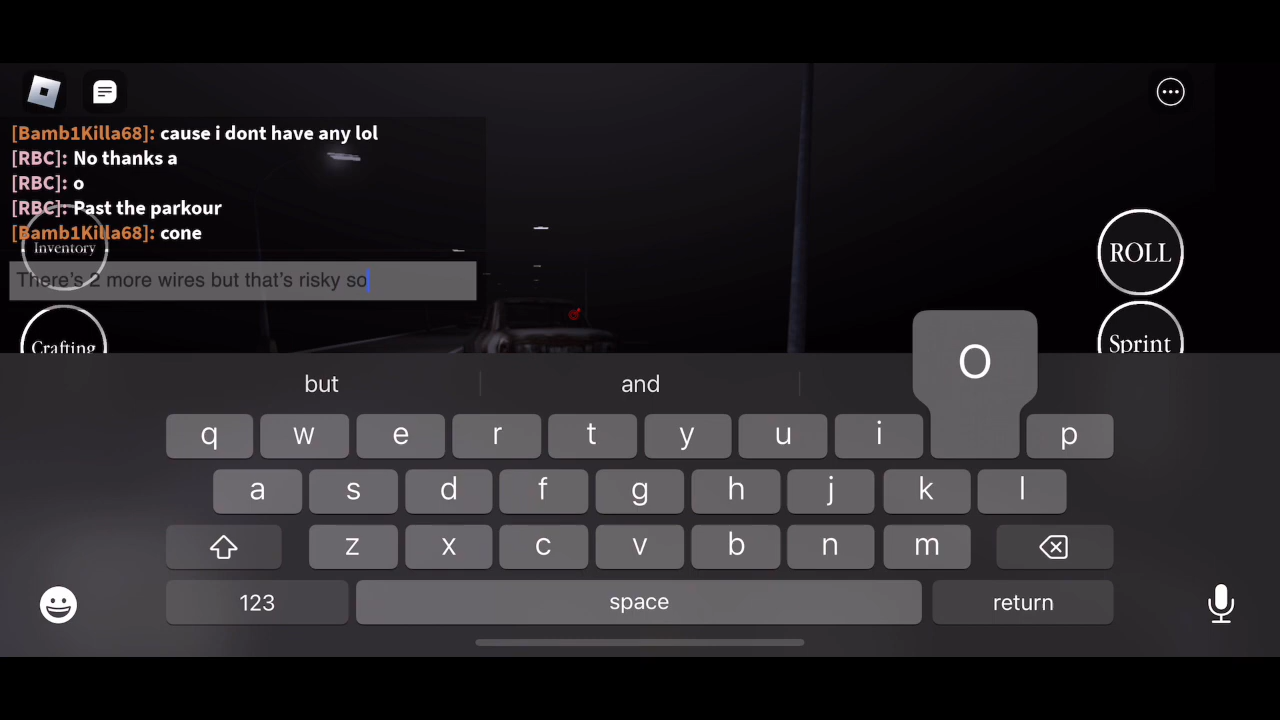 [Bamb1Killa68]: cause i dont have any lol
[RBC]: No thanks a
[RBC]: o
[RBC]: Past the parkour
[Bamb1Killa68]: cone
Inventory
ROLL
There's 2 more wires but that's risky so
Crafting
Sprint
but and
O
q w e r t y u i p
a s d f g h j k l
z x c v b n m
123 space return